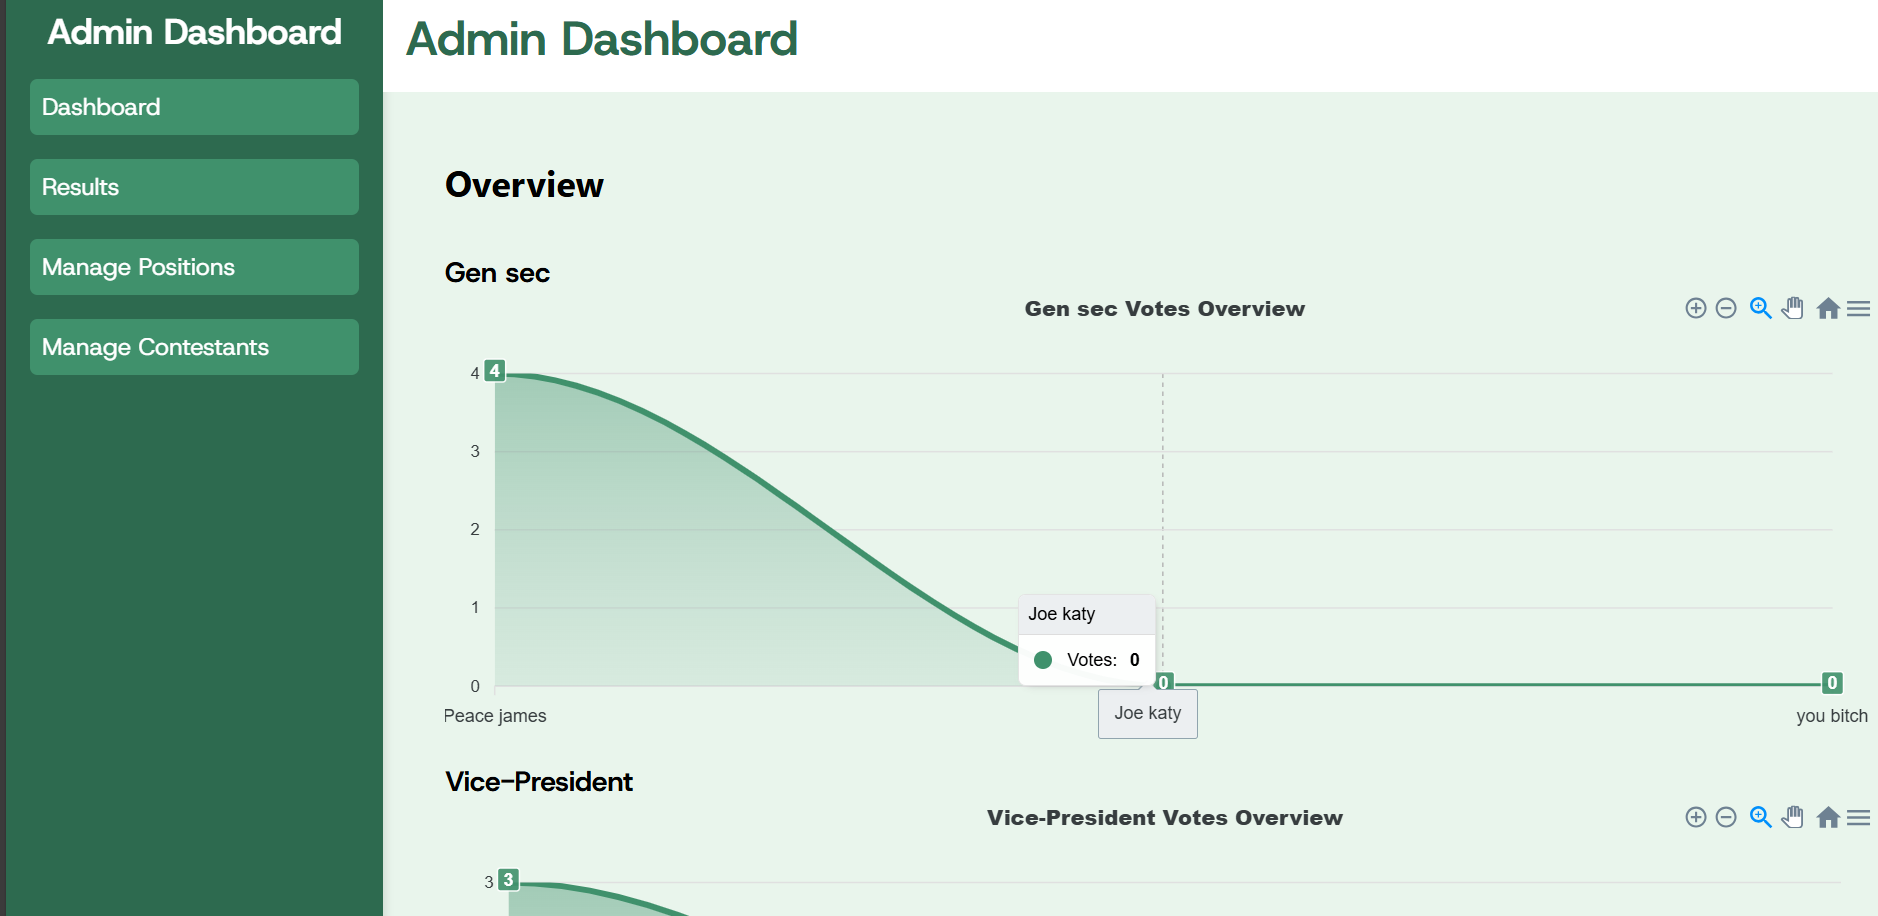 Admin Dashboard
Dashboard
Results
Manage Positions
Manage Contestants
Admin Dashboard
Overview
Gen sec
Gen sec Votes Overview
4
4
3
2
1
0
Joe katy
Votes: 0
0
0
Peace james
Joe katy
you bitch
Vice-President
Vice-President Votes Overview
3
3